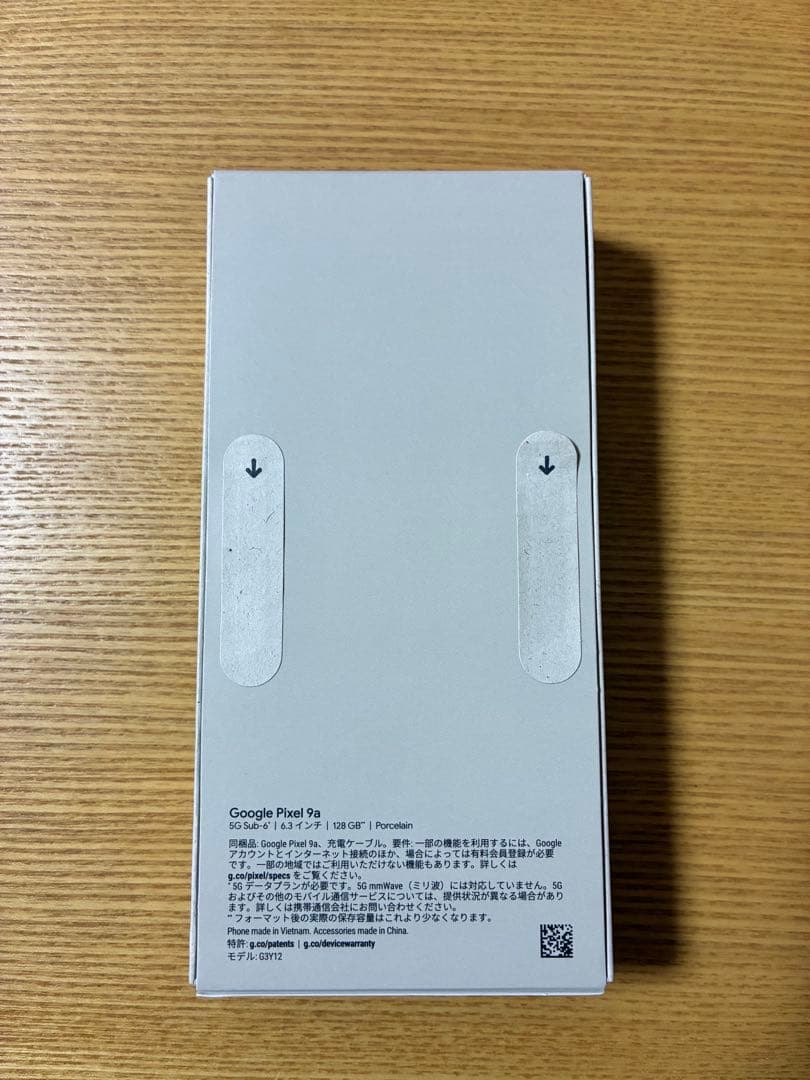 Google Pixel 9a
5G Sub-6* | 6.3 インチ | 128 GB** | Porcelain
同梱品: Google Pixel 9a、充電ケーブル。要件: 一部の機能を利用するには、Google
アカウントとインターネット接続のほか、場合によっては有料会員登録が必要
です。一部の地域ではご利用いただけない機能もあります。詳しくは
g.co/pixel/specs をご覧ください。
* 5G データプランが必要です。5G mmWave（ミリ波）には対応していません。5G
およびその他のモバイル通信サービスについては、提供状況が異なる場合があり
ます。詳しくは携帯通信会社にお問い合わせください。
** フォーマット後の実際の保存容量はこれより少なくなります。
Phone made in Vietnam. Accessories made in China.
特許: g.co/patents | g.co/devicewarranty
モデル: G3Y12